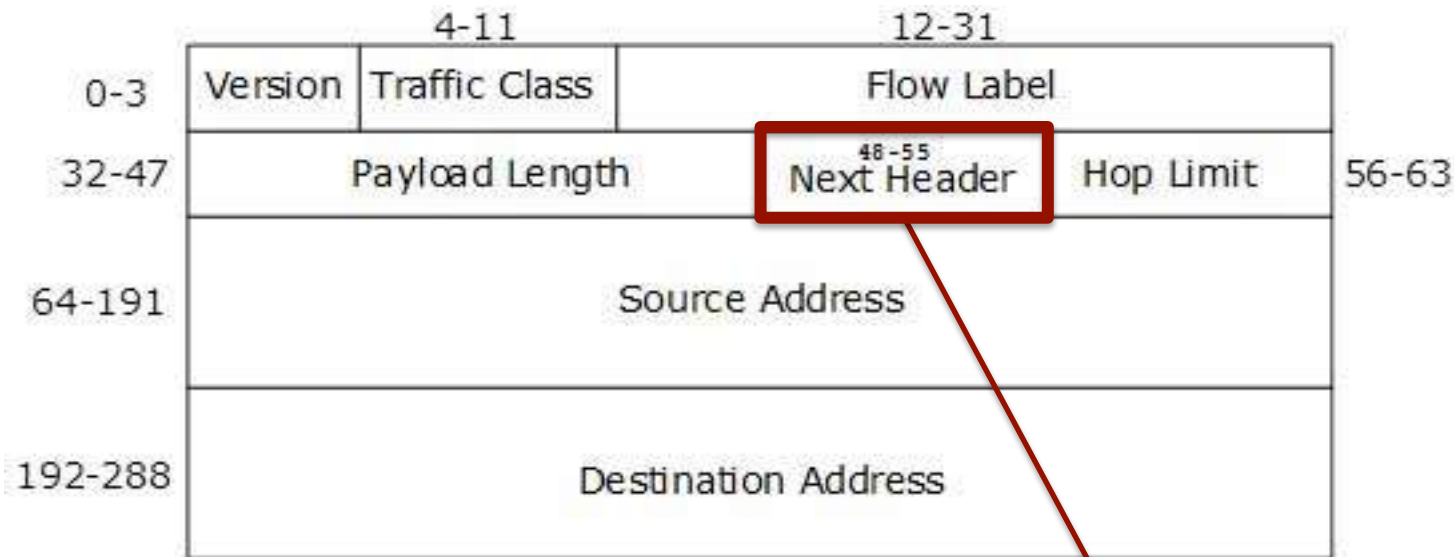 4-11 12-31
0-3 Version Traffic Class Flow Label
48-55
32-47 Payload Length Next Header Hop Limit 56-63
64-191 Source Address
192-288 Destination Address